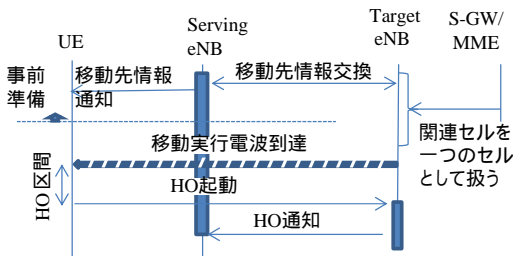 UE
Serving
eNB
Target
eNB
S-GW/
MME
事前
準備
移動先情報
通知
移動先情報交換
関連セルを
一つのセル
として扱う
移動実行電波到達
HO区間
HO起動
HO通知